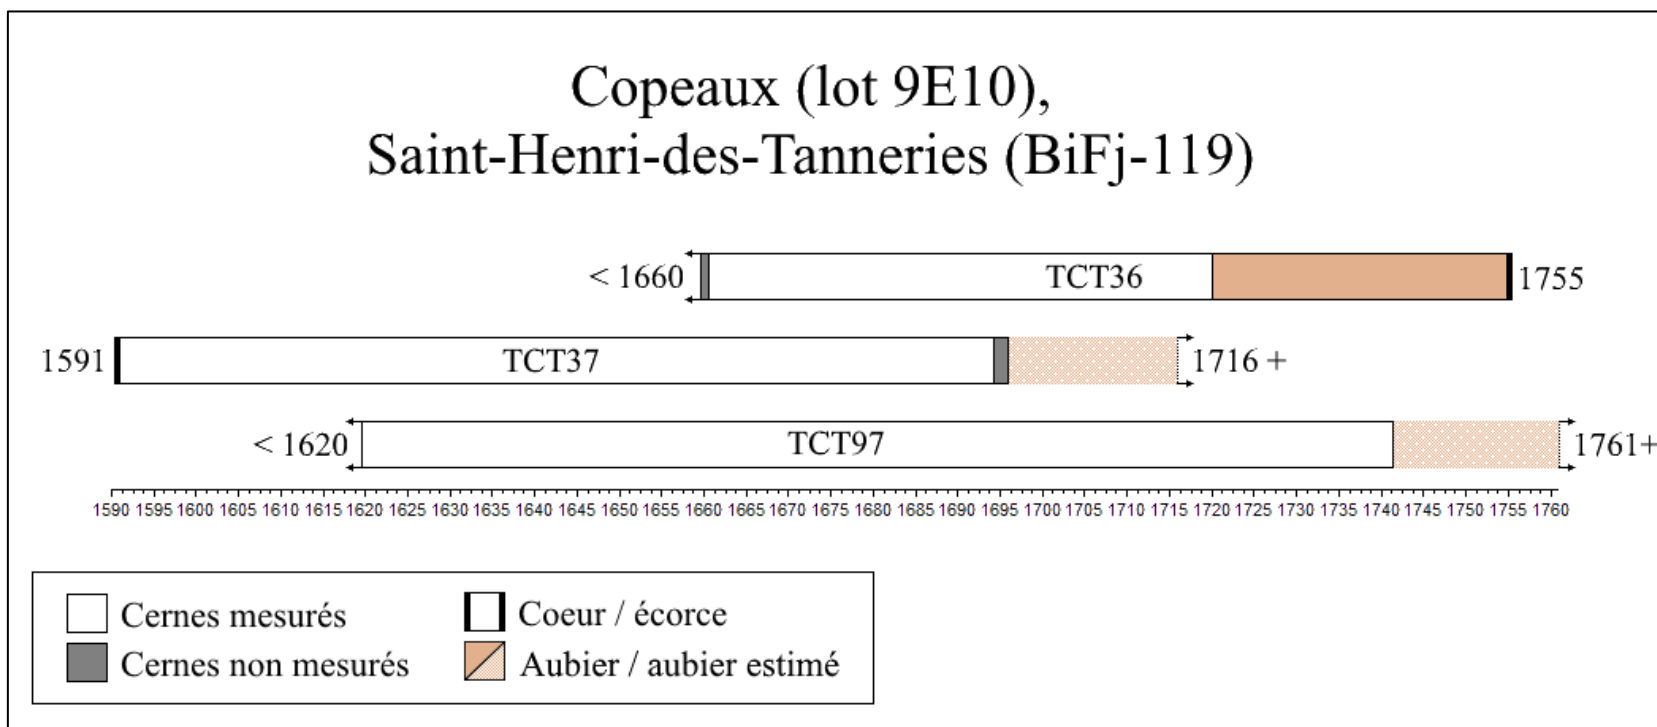 Copeaux (lot 9E10),
Saint-Henri-des-Tanneries (BiFj-119)
< 1660 TCT36 1755
1591 TCT37 1716 +
< 1620 TCT97 1761+
1590 1595 1600 1605 1610 1615 1620 1625 1630 1635 1640 1645 1650 1655 1660 1665 1670 1675 1680 1685 1690 1695 1700 1705 1710 1715 1720 1725 1730 1735 1740 1745 1750 1755 1760
Cernes mesurés Coeur / écorce
Cernes non mesurés Aubier / aubier estimé